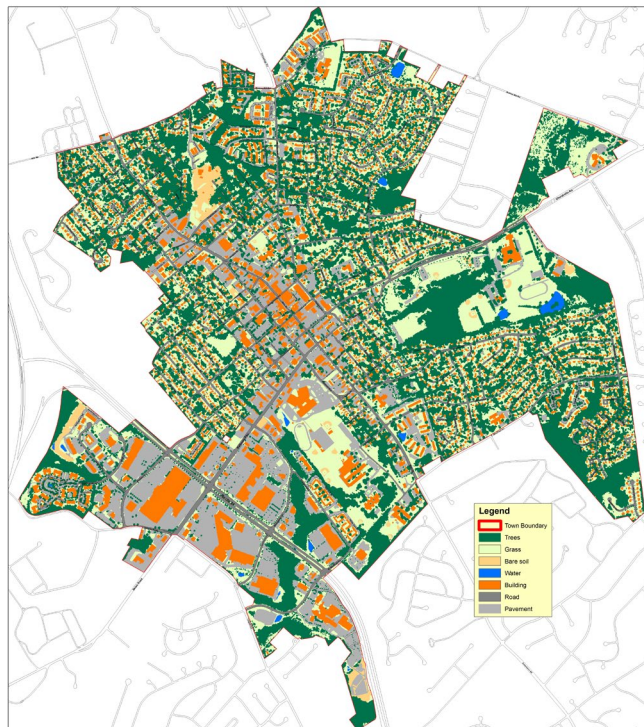 Legend
Town Boundary
Trees
Grass
Bare soil
Water
Building
Road
Pavement